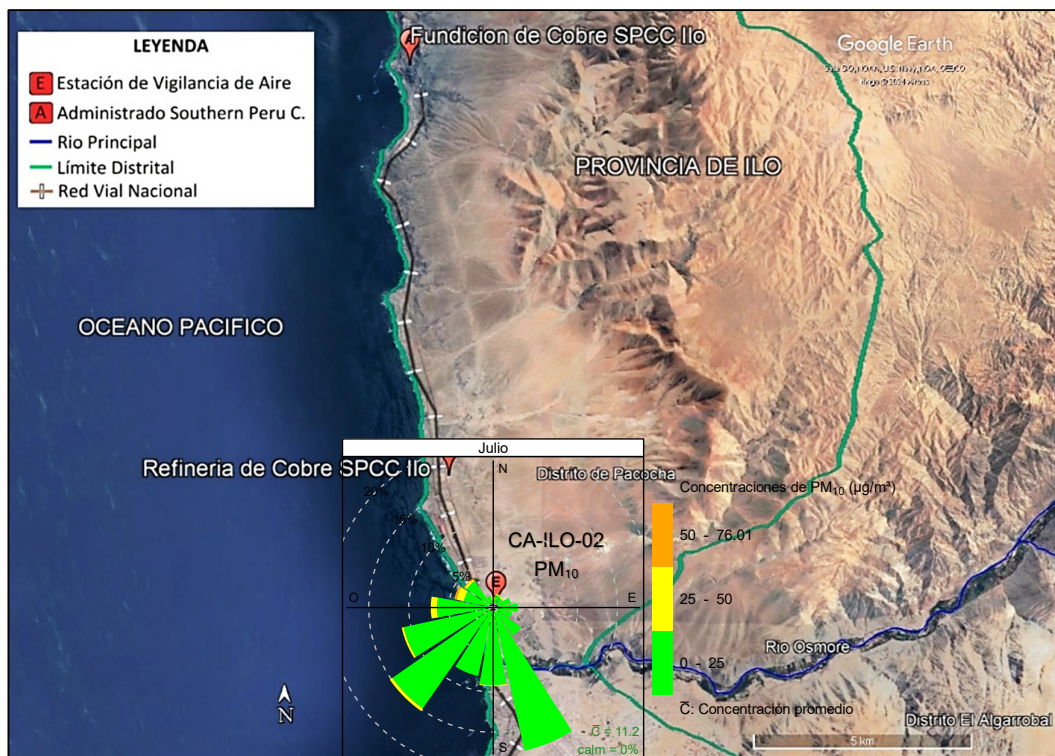 LEYENDA
E Estación de Vigilancia de Aire
A Administrado Southern Peru C.
Rio Principal
Límite Distrital
Red Vial Nacional
Fundicion de Cobre SPCC Ilo
Google Earth
PROVINCIA DE ILO
OCEANO PACIFICO
Julio
Refineria de Cobre SPCC Ilo
N
Distrito de Pacocha
20%
15%
10%
5%
CA-ILO-02
PM₁₀
E
O
E
S
C̅ = 11.2
calm = 0%
Concentraciones de PM₁₀ (µg/m³)
50 - 76.01
25 - 50
0 - 25
C̅: Concentración promedio
Rio Osmore
Distrito El Algarrobal
5 km
N